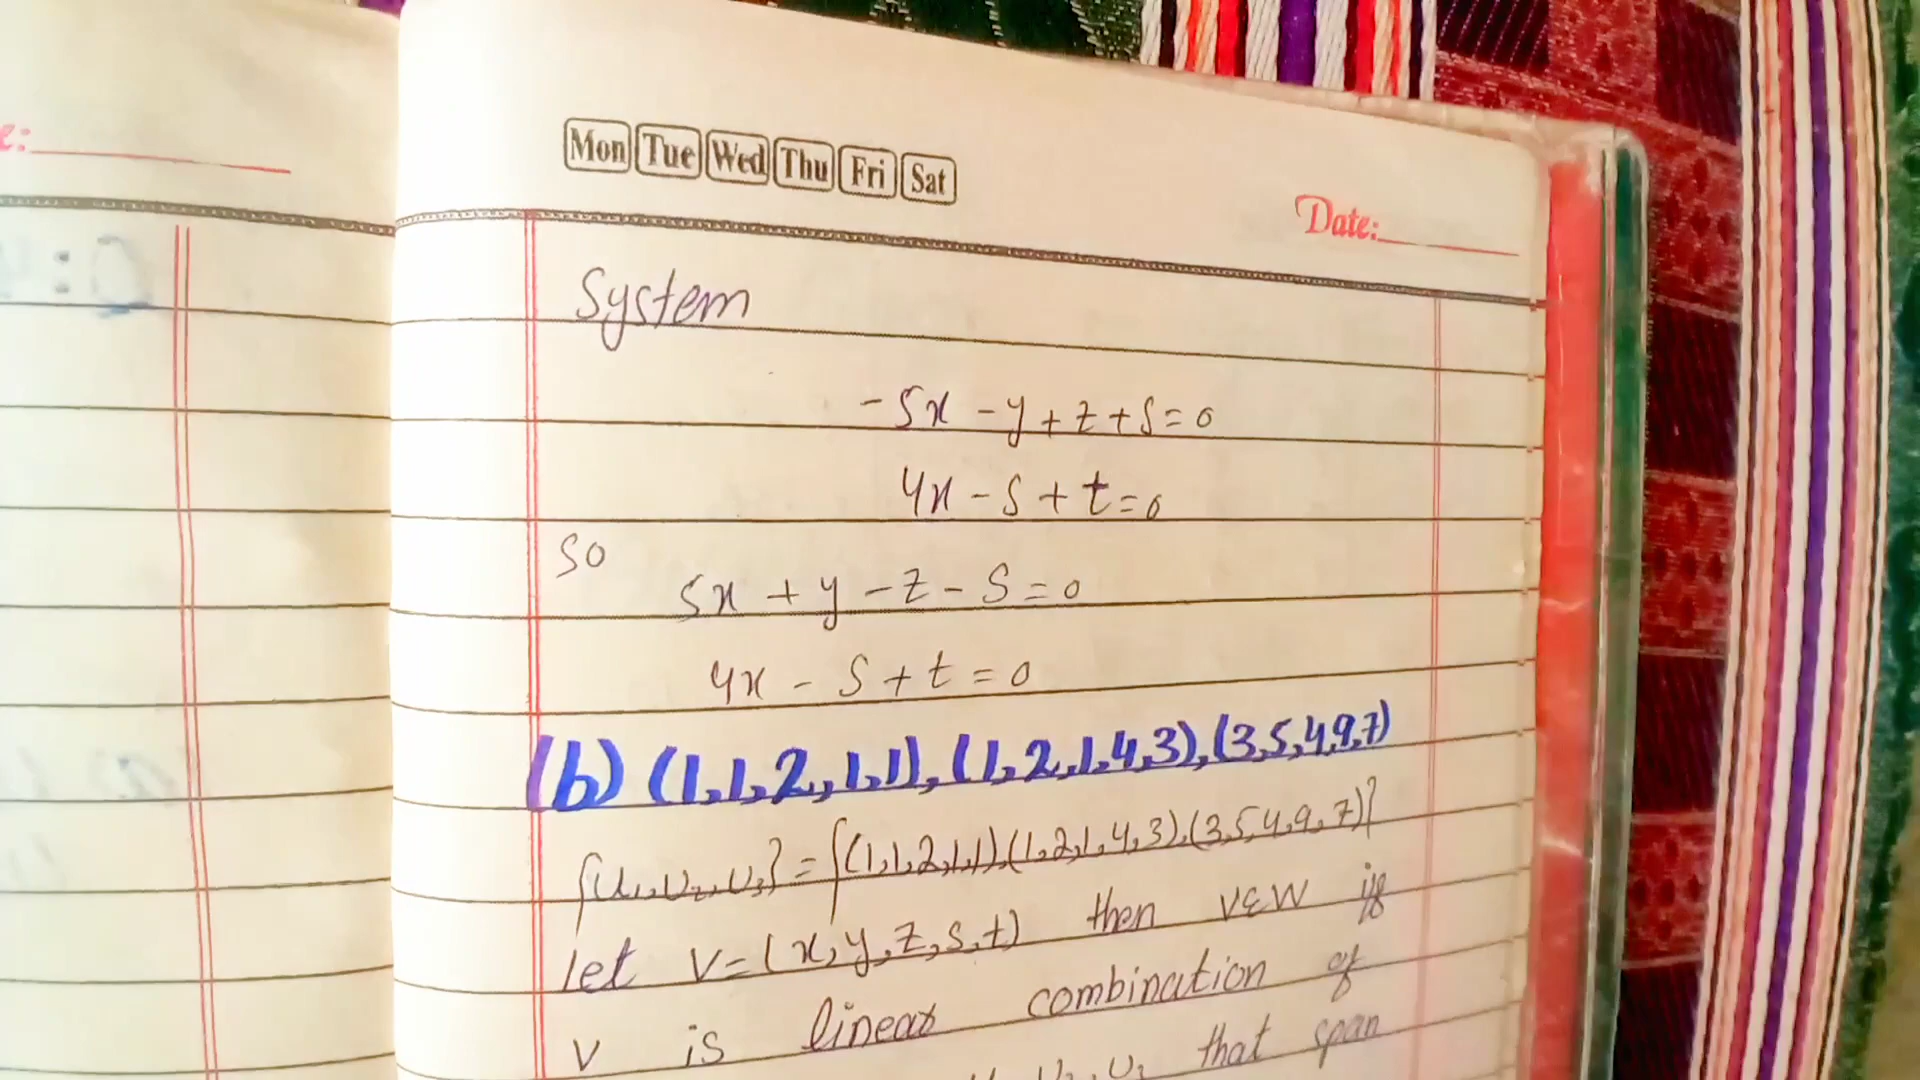 e:
Mon Tue Wed Thu Fri Sat
Date:
System
-5x - y + z + s = 0
4x - s + t = 0
so
5x + y - z - s = 0
4x - s + t = 0
(b) (1,1,2,1,1), (1,2,1,4,3), (3,5,4,9,7)
{u₁, u₂, u₃} = {(1,1,2,1,1), (1,2,1,4,3), (3,5,4,9,7)}
let v = (x, y, z, s, t) then v ∈ W if
v is linear combination of
that span